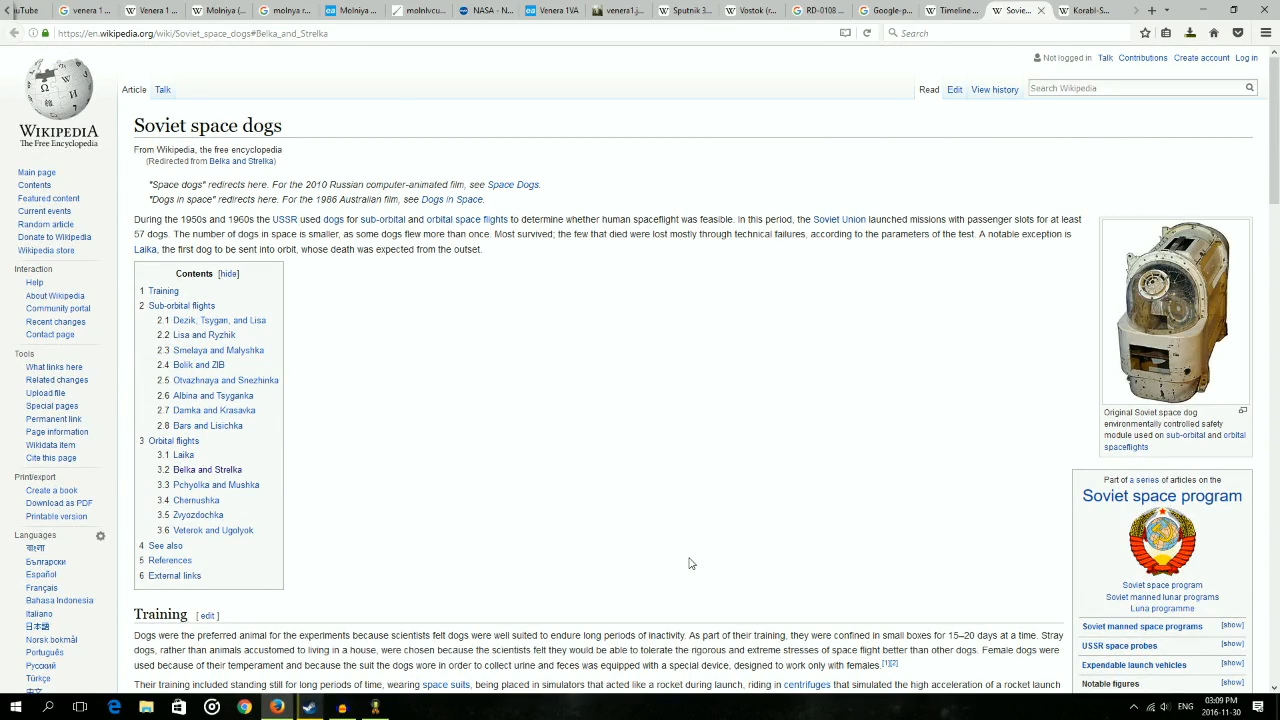 uTube
venera 1 ...
Venera 1 ...
Molniya (...
molnya r...
Molniya ...
molnlvcu...
NASA - N...
Venera 1VA
venera1.j...
Sputnik 3...
Vostok (r...
RD-0108 ...
Google-p...
Timeline ...
Sovie...
Korabl-S...
https://en.wikipedia.org/wiki/Soviet_space_dogs#Belka_and_Strelka
Search
Not logged in Talk Contributions Create account Log in
Article Talk
Read Edit View history
Search Wikipedia
WIKIPEDIA
The Free Encyclopedia
Main page
Contents
Featured content
Current events
Random article
Donate to Wikipedia
Wikipedia store
Interaction
Help
About Wikipedia
Community portal
Recent changes
Contact page
Tools
What links here
Related changes
Upload file
Special pages
Permanent link
Page information
Wikidata item
Cite this page
Print/export
Create a book
Download as PDF
Printable version
Languages
বাংলা
Български
Español
Français
Bahasa Indonesia
Italiano
日本語
Norsk bokmål
Português
Русский
Türkçe
中文
Soviet space dogs
From Wikipedia, the free encyclopedia
(Redirected from Belka and Strelka)
"Space dogs" redirects here. For the 2010 Russian computer-animated film, see Space Dogs.
"Dogs in space" redirects here. For the 1986 Australian film, see Dogs in Space.
During the 1950s and 1960s the USSR used dogs for sub-orbital and orbital space flights to determine whether human spaceflight was feasible. In this period, the Soviet Union launched missions with passenger slots for at least
57 dogs. The number of dogs in space is smaller, as some dogs flew more than once. Most survived; the few that died were lost mostly through technical failures, according to the parameters of the test. A notable exception is
Laika, the first dog to be sent into orbit, whose death was expected from the outset.
Contents [hide]
1 Training
2 Sub-orbital flights
2.1 Dezik, Tsygan, and Lisa
2.2 Lisa and Ryzhik
2.3 Smelaya and Malyshka
2.4 Bolik and ZIB
2.5 Otvazhnaya and Snezhinka
2.6 Albina and Tsyganka
2.7 Damka and Krasavka
2.8 Bars and Lisichka
3 Orbital flights
3.1 Laika
3.2 Belka and Strelka
3.3 Pchyolka and Mushka
3.4 Chernushka
3.5 Zvyozdochka
3.6 Veterok and Ugolyok
4 See also
5 References
6 External links
Original Soviet space dog
environmentally controlled safety
module used on sub-orbital and orbital
spaceflights
Part of a series of articles on the
Soviet space program
Soviet space program
Soviet manned lunar programs
Luna programme
Soviet manned space programs [show]
USSR space probes [show]
Expendable launch vehicles [show]
Notable figures [show]
Training [ edit ]
Dogs were the preferred animal for the experiments because scientists felt dogs were well suited to endure long periods of inactivity. As part of their training, they were confined in small boxes for 15–20 days at a time. Stray
dogs, rather than animals accustomed to living in a house, were chosen because the scientists felt they would be able to tolerate the rigorous and extreme stresses of space flight better than other dogs. Female dogs were
used because of their temperament and because the suit the dogs wore in order to collect urine and feces was equipped with a special device, designed to work only with females.[1][2]
Their training included standing still for long periods of time, wearing space suits, being placed in simulators that acted like a rocket during launch, riding in centrifuges that simulated the high acceleration of a rocket launch
ENG
03:09 PM
2016-11-30